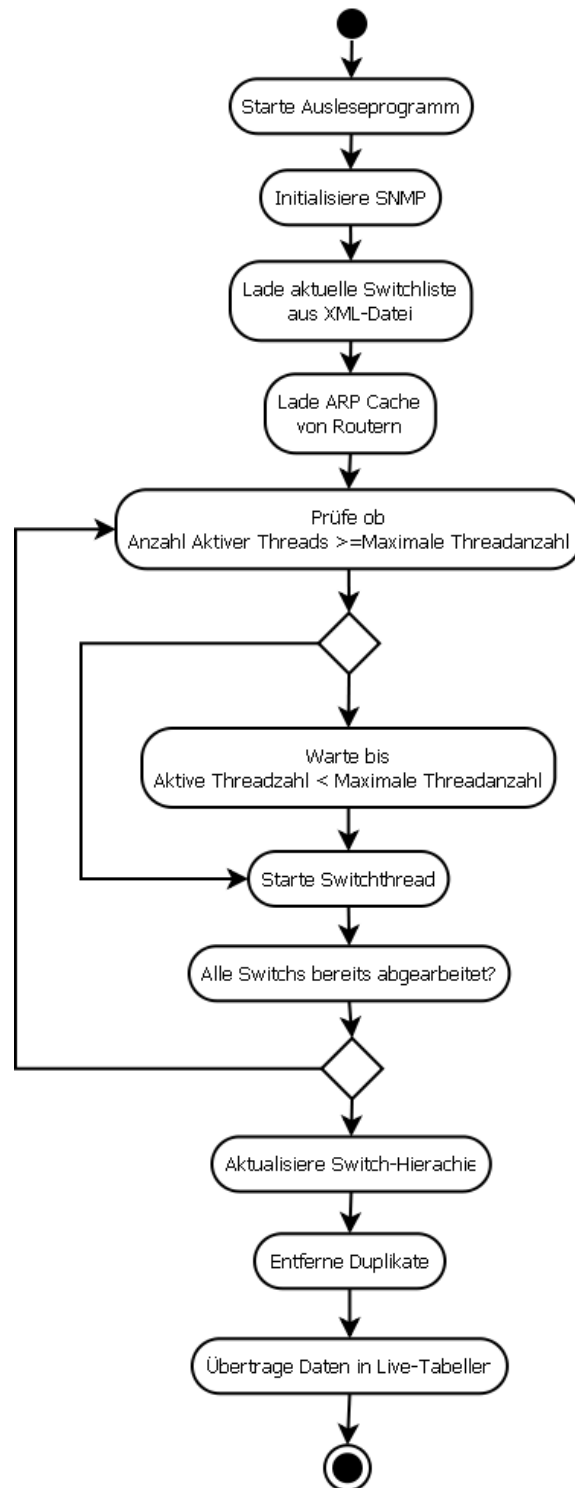 Starte Ausleseprogramm
Initialisiere SNMP
Lade aktuelle Switchliste
aus XML-Datei
Lade ARP Cache
von Routern
Prüfe ob
Anzahl Aktiver Threads >=Maximale Threadanzahl
Warte bis
Aktive Threadzahl < Maximale Threadanzahl
Starte Switchthread
Alle Switchs bereits abgearbeitet?
Aktualisiere Switch-Hierachie
Entferne Duplikate
Übertrage Daten in Live-Tabeller